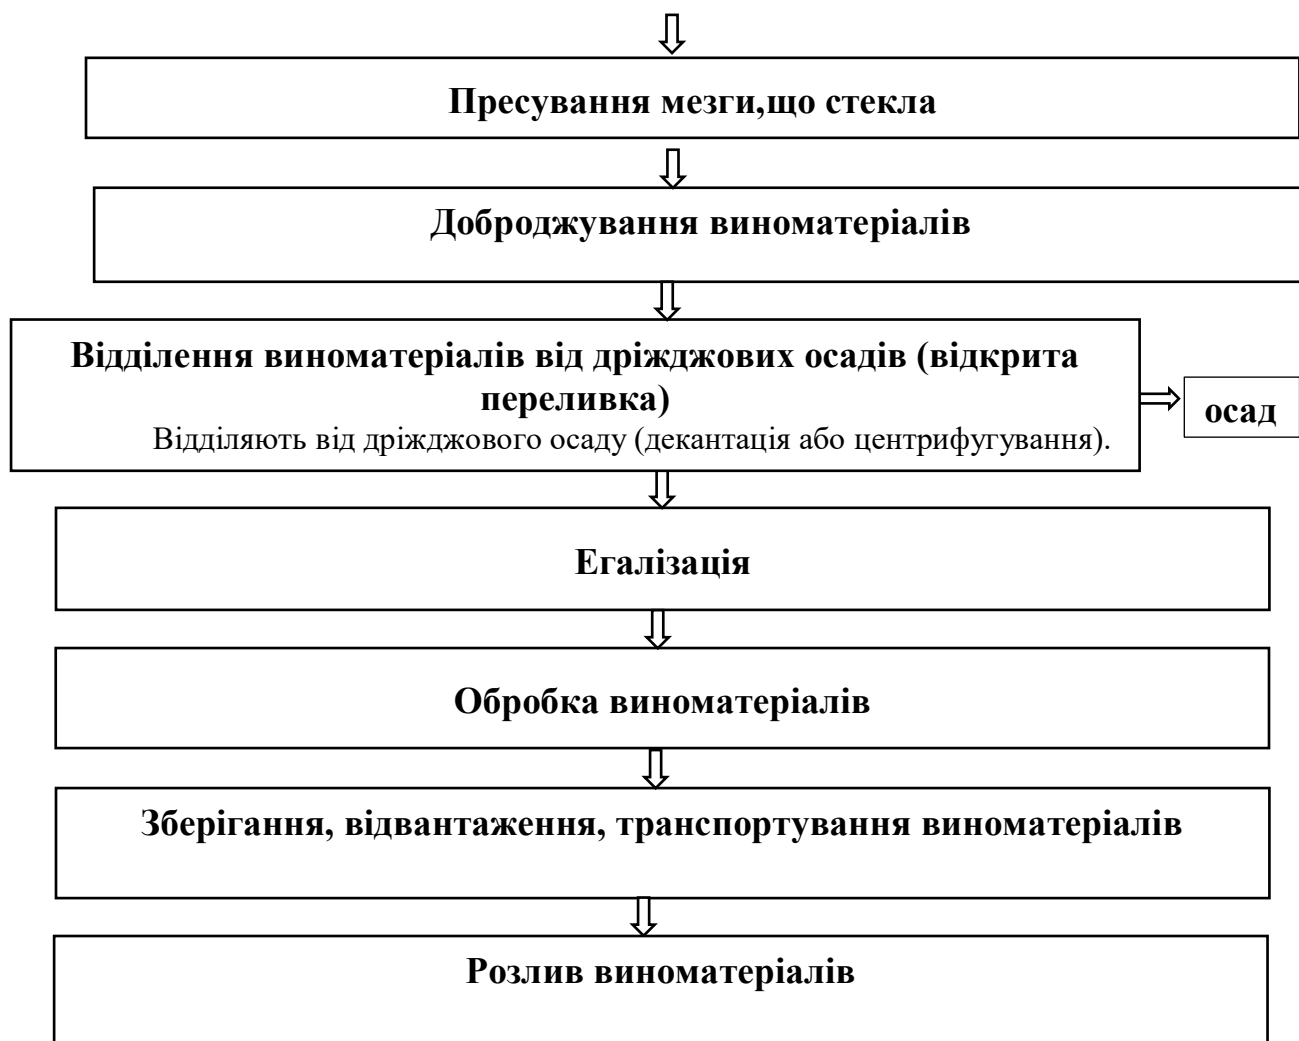 Пресування мезги,що стекла
Доброджування виноматеріалів
Відділення виноматеріалів від дріжджових осадів (відкрита
переливка)
Відділяють від дріжджового осаду (декантація або центрифугування).
осад
Егалізація
Обробка виноматеріалів
Зберігання, відвантаження, транспортування виноматеріалів
Розлив виноматеріалів